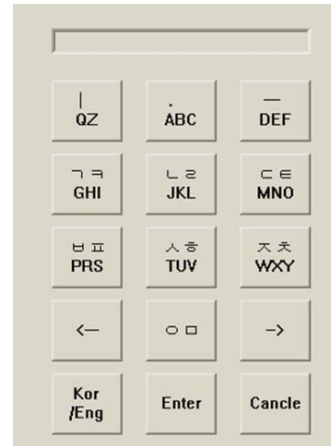 ㅣ
QZ
·
ABC
ㅡ
DEF
ㄱ ㅋ
GHI
ㄴ ㄹ
JKL
ㄷ ㅌ
MNO
ㅂ ㅍ
PRS
ㅅ ㅎ
TUV
ㅈ ㅊ
WXY
<-
ㅇ ㅁ
->
Kor
/Eng
Enter
Cancle